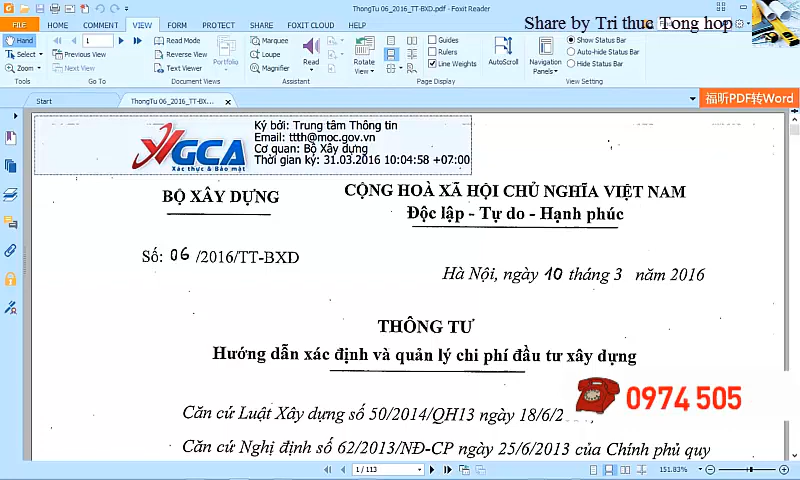 ThongTu 06_2016_TT-BXD.pdf - Foxit Reader
Share by Tri thuc Tong hop
FILE HOME COMMENT VIEW FORM PROTECT SHARE FOXIT CLOUD HELP
Hand
Select
Zoom
Tools
1
Previous View
Next View
Go To
Read Mode
Reverse View
Text Viewer
Portfolio
Document Views
Marquee
Loupe
Magnifier
Read
Assistant
Rotate View
Guides
Rulers
Line Weights
Page Display
AutoScroll
Navigation Panels
Show Status Bar
Auto-hide Status Bar
Hide Status Bar
View Setting
Start
ThongTu 06_2016_TT-BX...
福昕PDF转Word
Ký bởi: Trung tâm Thông tin
Email: ttth@moc.gov.vn
Cơ quan: Bộ Xây dựng
Thời gian ký: 31.03.2016 10:04:58 +07:00
VGCA
Xác thực & Bảo mật
BỘ XÂY DỰNG
CỘNG HOÀ XÃ HỘI CHỦ NGHĨA VIỆT NAM
Độc lập - Tự do - Hạnh phúc
Số: 06 /2016/TT-BXD
Hà Nội, ngày 10 tháng 3 năm 2016
THÔNG TƯ
Hướng dẫn xác định và quản lý chi phí đầu tư xây dựng
0974 505
Căn cứ Luật Xây dựng số 50/2014/QH13 ngày 18/6/2
Căn cứ Nghị định số 62/2013/NĐ-CP ngày 25/6/2013 của Chính phủ quy
1 / 113
151.83%